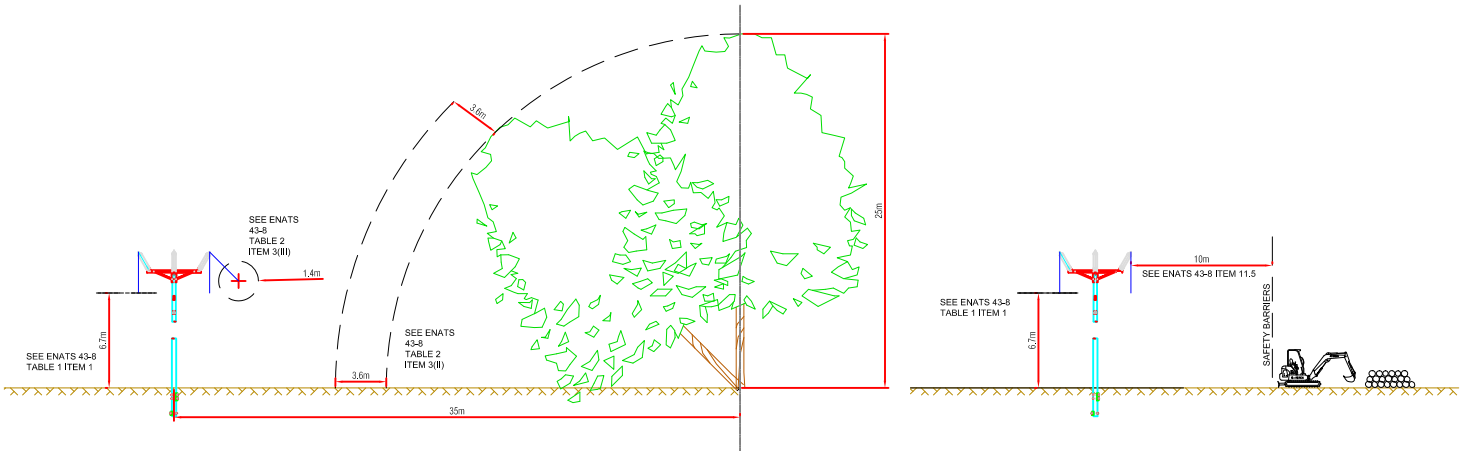 SEE ENATS
43-8
TABLE 2
ITEM 3(III)
1.4m
6.7m
SEE ENATS 43-8
TABLE 1 ITEM 1
3.6m
3.6m
SEE ENATS
43-8
TABLE 2
ITEM 3(II)
35m
25m
10m
SEE ENATS 43-8 ITEM 11.5
SEE ENATS 43-8
TABLE 1 ITEM 1
6.7m
SAFETY BARRIERS